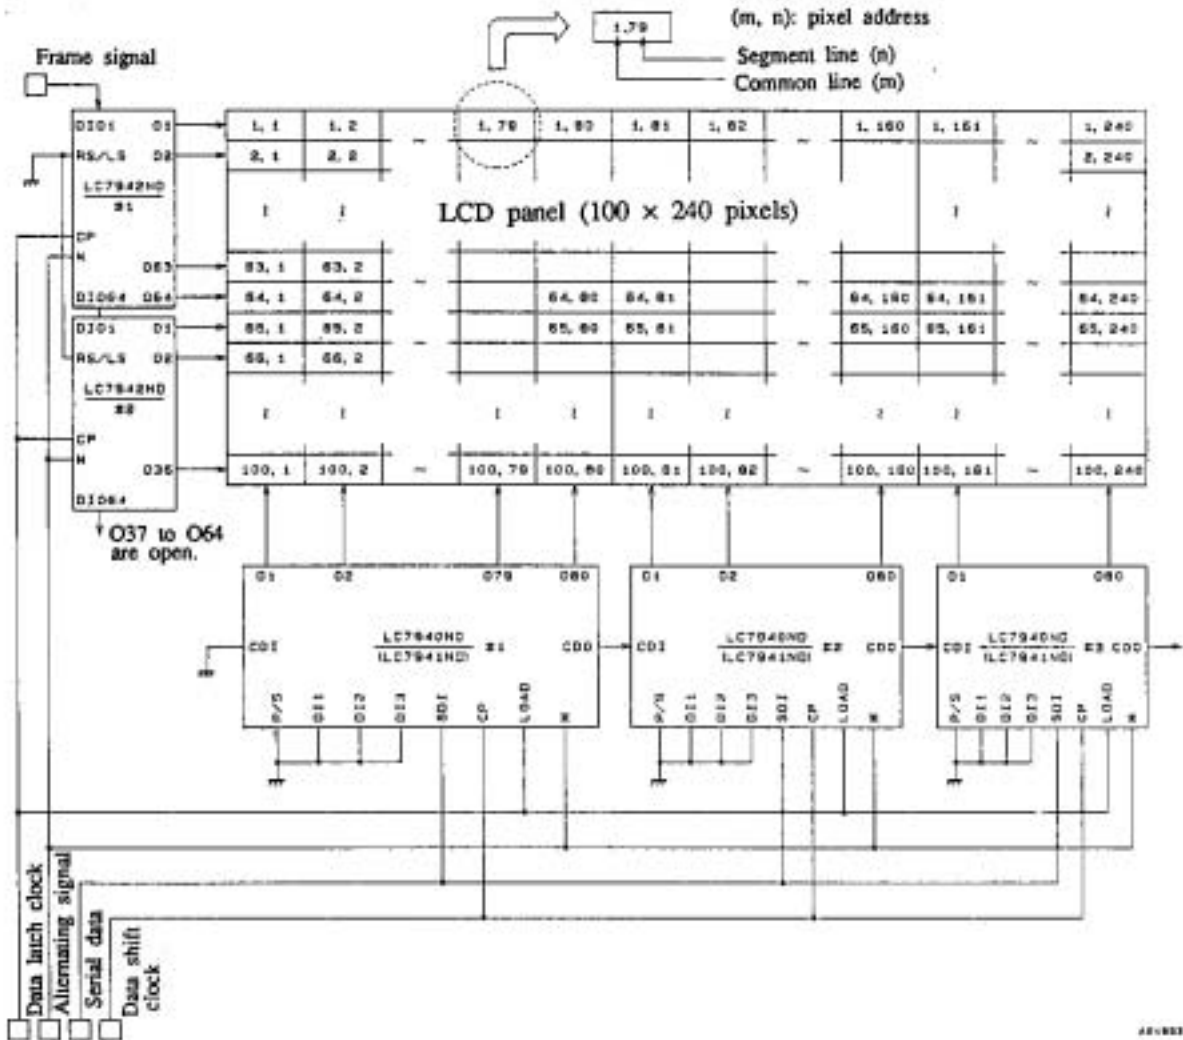 (m, n): pixel address
1,79
Segment line (n)
Common line (m)
Frame signal
DIO1 O1
RS/LS O2
LC7942ND
#1
CP
M
O63
DIO64 O64
DIO1 O1
RS/LS O2
LC7942ND
#2
CP
M
O36
DIO64
O37 to O64
are open.
1, 1 1, 2 ~ 1, 79 1, 80 1, 81 1, 82 1, 160 1, 161 1, 240
2, 1 2, 2 ~ ~ ~ 2, 240
LCD panel (100 × 240 pixels)
63, 1 63, 2
64, 1 64, 2 ~ 64, 80 64, 81 ~ 64, 160 64, 161 ~ 64, 240
65, 1 65, 2 65, 80 65, 81 65, 160 65, 161 65, 240
66, 1 66, 2 ~ ~ ~
100, 1 100, 2 ~ 100, 79 100, 80 100, 81 100, 82 ~ 100, 160 100, 161 ~ 100, 240
O1 O2 O79 O80
CDI LC7940ND #1 CDO
(LC7941ND)
P/S DI1 DI2 DI3 SDI CP LOAD M
O1 O2 O80
CDI LC7940ND #2 CDO
(LC7941ND)
P/S DI1 DI2 DI3 SDI CP LOAD M
O1 O80
CDI LC7940ND #3 CDO
(LC7941ND)
P/S DI1 DI2 DI3 SDI CP LOAD M
Data latch clock
Alternating signal
Serial data
Data shift
clock